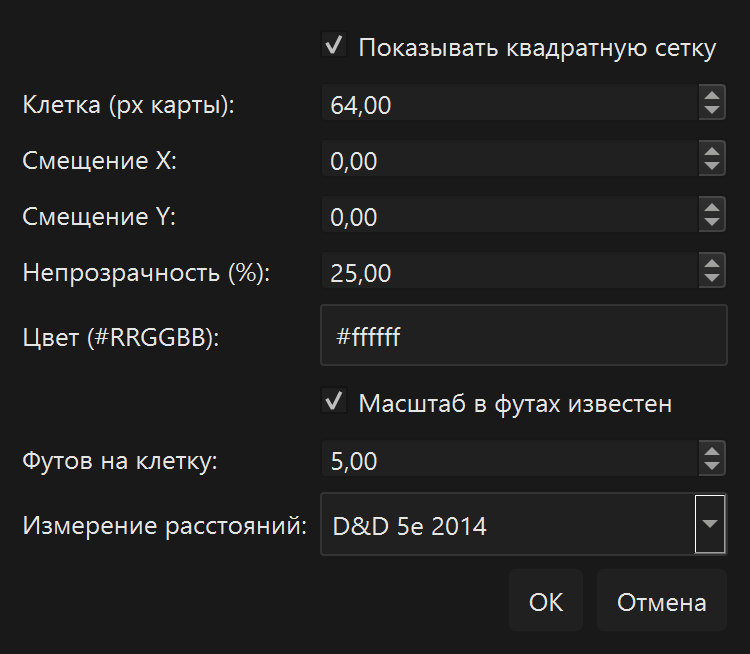 Показывать квадратную сетку
Клетка (px карты): 64,00
Смещение X: 0,00
Смещение Y: 0,00
Непрозрачность (%): 25,00
Цвет (#RRGGBB): #ffffff
Масштаб в футах известен
Футов на клетку: 5,00
Измерение расстояний: D&D 5e 2014
ОК Отмена